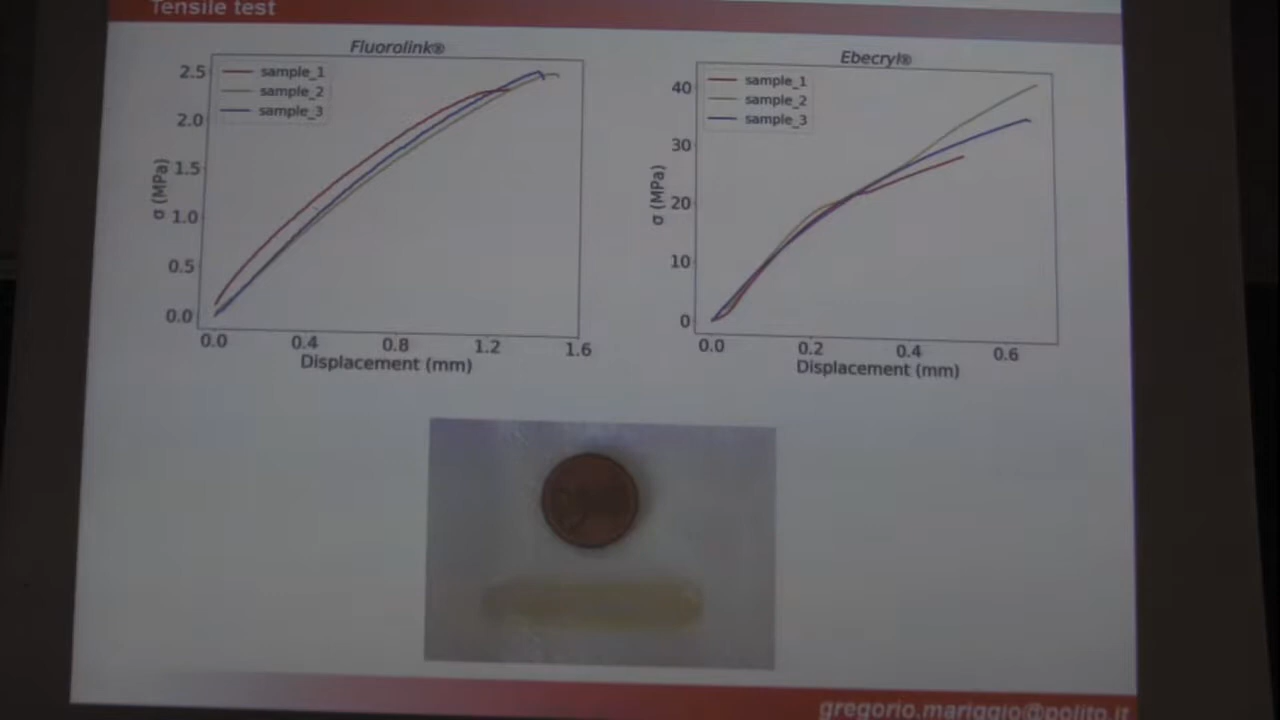 Tensile test
Fluorolink®
sample_1
sample_2
sample_3
2.5
2.0
1.5
1.0
0.5
0.0
σ (MPa)
0.0 0.4 0.8 1.2 1.6
Displacement (mm)
Ebecryl®
sample_1
sample_2
sample_3
40
30
20
10
0
σ (MPa)
0.0 0.2 0.4 0.6
Displacement (mm)
gregorio.mariggio@polito.it